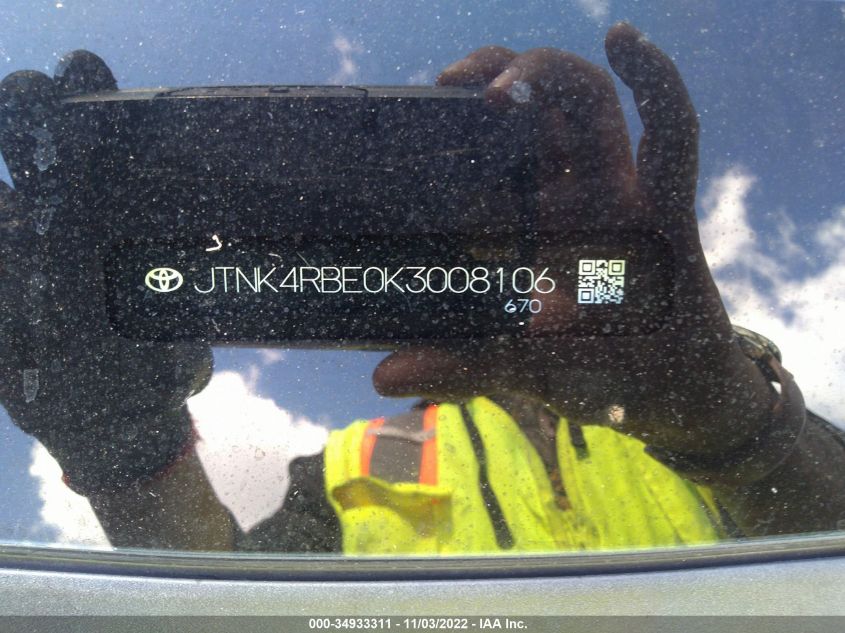 JTNK4RBE0K3008106
670
000-34933311 - 11/03/2022 - IAA Inc.